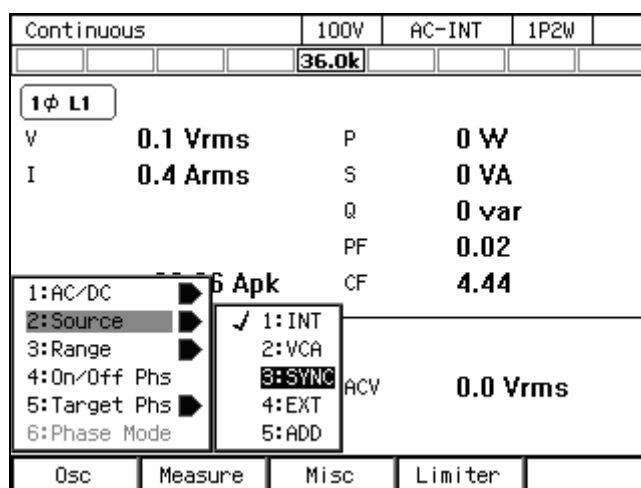 Continuous 100V AC-INT 1P2W
36.0k
1ϕ L1
V 0.1 Vrms P 0 W
I 0.4 Arms S 0 VA
Q 0 var
PF 0.02
Apk CF 4.44
1:AC/DC
2:Source
3:Range
4:On/Off Phs
5:Target Phs
6:Phase Mode
✓ 1:INT
2:VCA
3:SYNC
4:EXT
5:ADD
ACV 0.0 Vrms
Osc Measure Misc Limiter